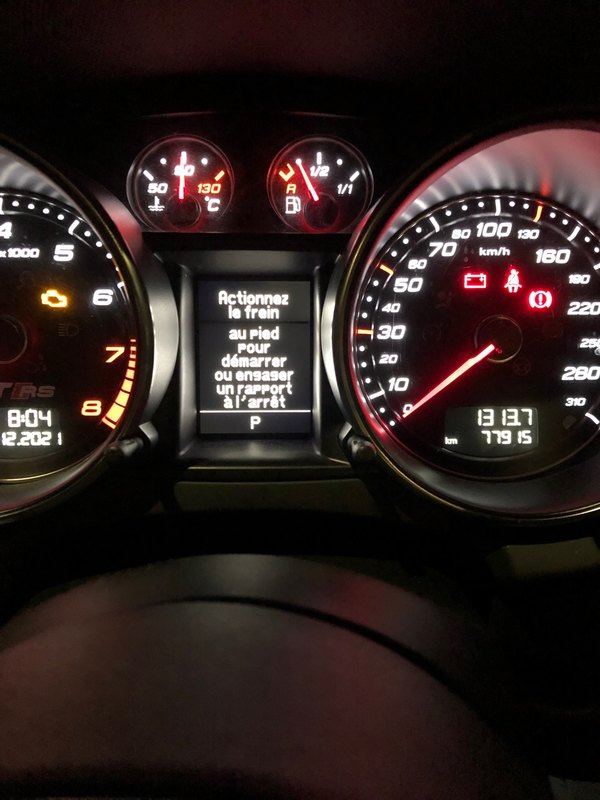 50 90 130 °C
R 1/2 1/1
4
x1000 5
6
7
8
TTRS
8:04
12.2021
Actionnez
le frein
au pied
pour
démarrer
ou engager
un rapport
à l'arrêt
P
km/h
0 10 20 30 40 50 60 70 80 100 130 160 190 220 250 280 310
1313.7
km 77915